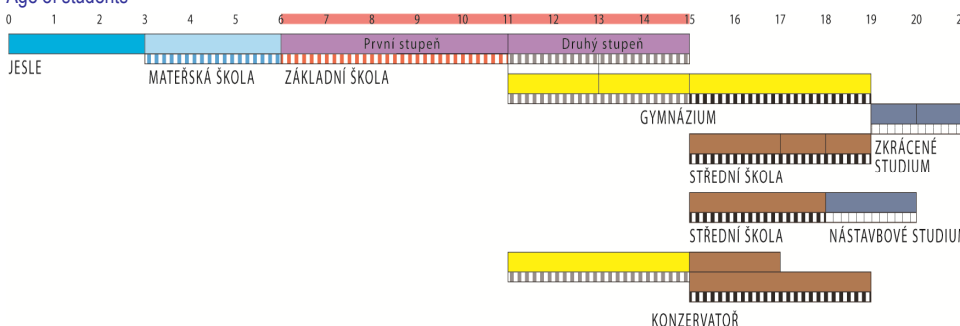 Age of students
0 1 2 3 4 5 6 7 8 9 10 11 12 13 14 15 16 17 18 19 20
První stupeň Druhý stupeň
JESLE
MATEŘSKÁ ŠKOLA
ZÁKLADNÍ ŠKOLA
GYMNÁZIUM
ZKRÁCENÉ
STUDIUM
STŘEDNÍ ŠKOLA
STŘEDNÍ ŠKOLA
NÁSTAVBOVÉ STUDIUM
KONZERVATOŘ